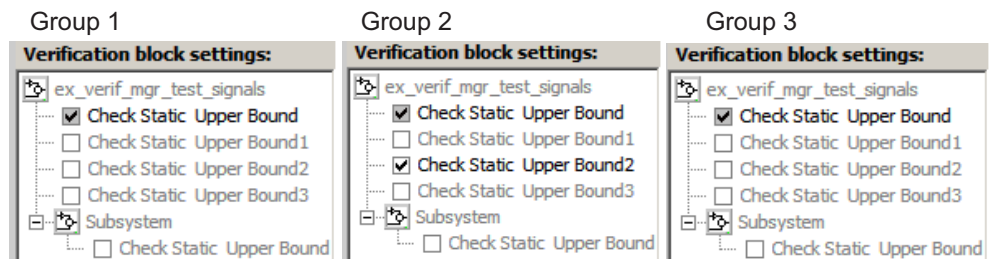 Group 1
Verification block settings:
ex_verif_mgr_test_signals
Check Static Upper Bound
Check Static Upper Bound1
Check Static Upper Bound2
Check Static Upper Bound3
Subsystem
Check Static Upper Bound
Group 2
Verification block settings:
ex_verif_mgr_test_signals
Check Static Upper Bound
Check Static Upper Bound1
Check Static Upper Bound2
Check Static Upper Bound3
Subsystem
Check Static Upper Bound
Group 3
Verification block settings:
ex_verif_mgr_test_signals
Check Static Upper Bound
Check Static Upper Bound1
Check Static Upper Bound2
Check Static Upper Bound3
Subsystem
Check Static Upper Bound